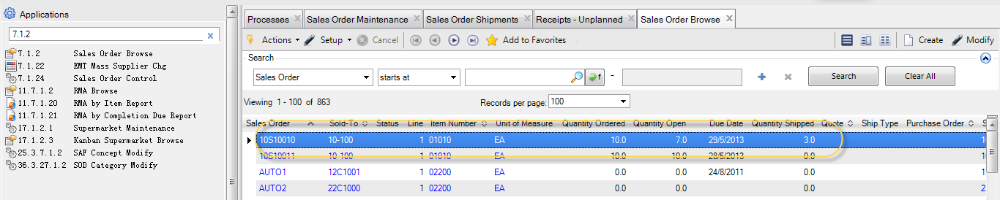 Applications
7.1.2
7.1.2 Sales Order Browse
7.1.22 EMT Mass Supplier Chg
7.1.24 Sales Order Control
11.7.1.2 RMA Browse
11.7.1.20 RMA by Item Report
11.7.1.21 RMA by Completion Due Report
17.1.2.1 Supermarket Maintenance
17.1.2.3 Kanban Supermarket Browse
25.3.7.1.2 SAF Concept Modify
36.3.27.1.2 SOD Category Modify
Processes Sales Order Maintenance Sales Order Shipments Receipts - Unplanned Sales Order Browse
Actions Setup Cancel Add to Favorites Create Modify
Search
Sales Order starts at f - Search Clear All
Viewing 1 - 100 of 863 Records per page: 100
Sales Order Sold-To Status Line Item Number Unit of Measure Quantity Ordered Quantity Open Due Date Quantity Shipped Quote Ship Type Purchase Order
10S10010 10-100 1 01010 EA 10.0 7.0 29/5/2013 3.0
10S10011 10-100 1 01010 EA 10.0 10.0 28/5/2013 0.0
AUTO1 12C1001 1 02200 EA 0.0 0.0 24/8/2011 0.0
AUTO2 22C1000 1 02200 EA 0.0 0.0 0.0